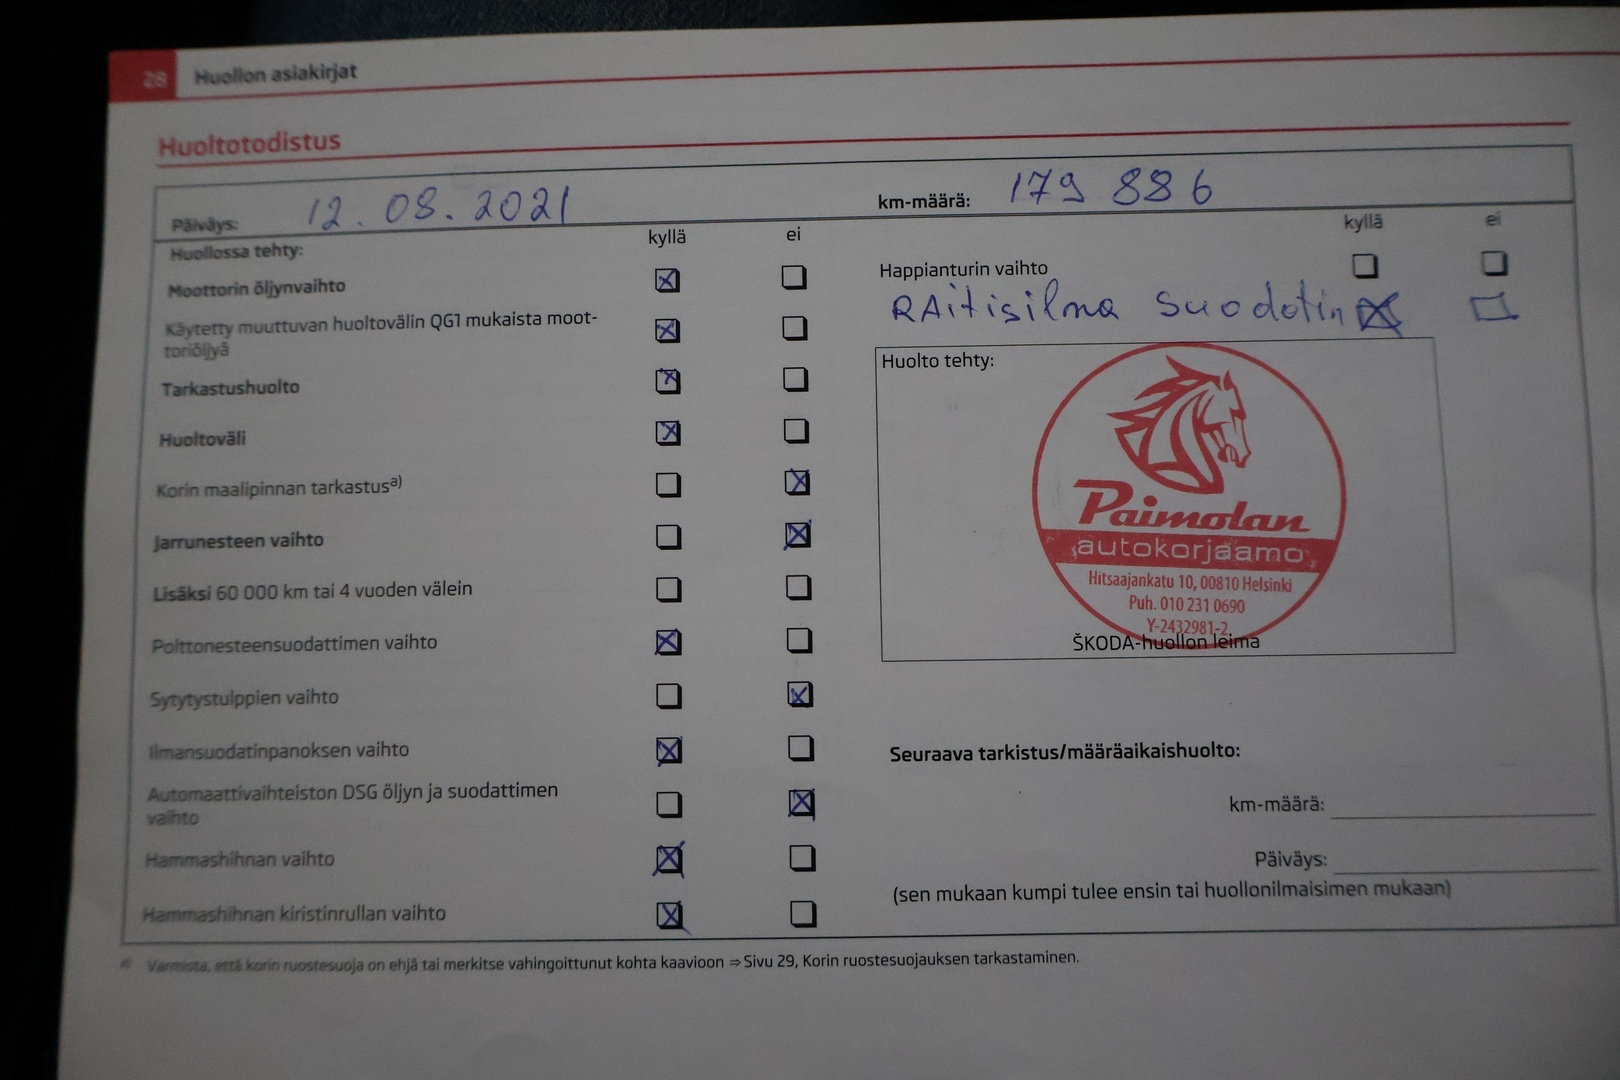 28 Huollon asiakirjat
Huoltotodistus
Päiväys: 12.08.2021
km-määrä: 179 886
Huollossa tehty:
kyllä ei
Moottorin öljynvaihto
Käytetty muuttuvan huoltovälin QG1 mukaista moot-
toriöljyä
Tarkastushuolto
Huoltoväli
Korin maalipinnan tarkastusa)
Jarrunesteen vaihto
Lisäksi 60 000 km tai 4 vuoden välein
Polttonesteensuodattimen vaihto
Sytytystulppien vaihto
Ilmansuodatinpanoksen vaihto
Automaattivaihteiston DSG öljyn ja suodattimen
vaihto
Hammashihnan vaihto
Hammashihnan kiristinrullan vaihto
kyllä ei
Happianturin vaihto
RAitisilma suodotin
Huolto tehty:
Paimolan
autokorjaamo
Hitsaajankatu 10, 00810 Helsinki
Puh. 010 231 0690
Y-2432981-2
ŠKODA-huollon leima
Seuraava tarkistus/määräaikaishuolto:
km-määrä:
Päiväys:
(sen mukaan kumpi tulee ensin tai huollonilmaisimen mukaan)
a) Varmista, että korin ruostesuoja on ehjä tai merkitse vahingoittunut kohta kaavioon ⇒ Sivu 29, Korin ruostesuojauksen tarkastaminen.